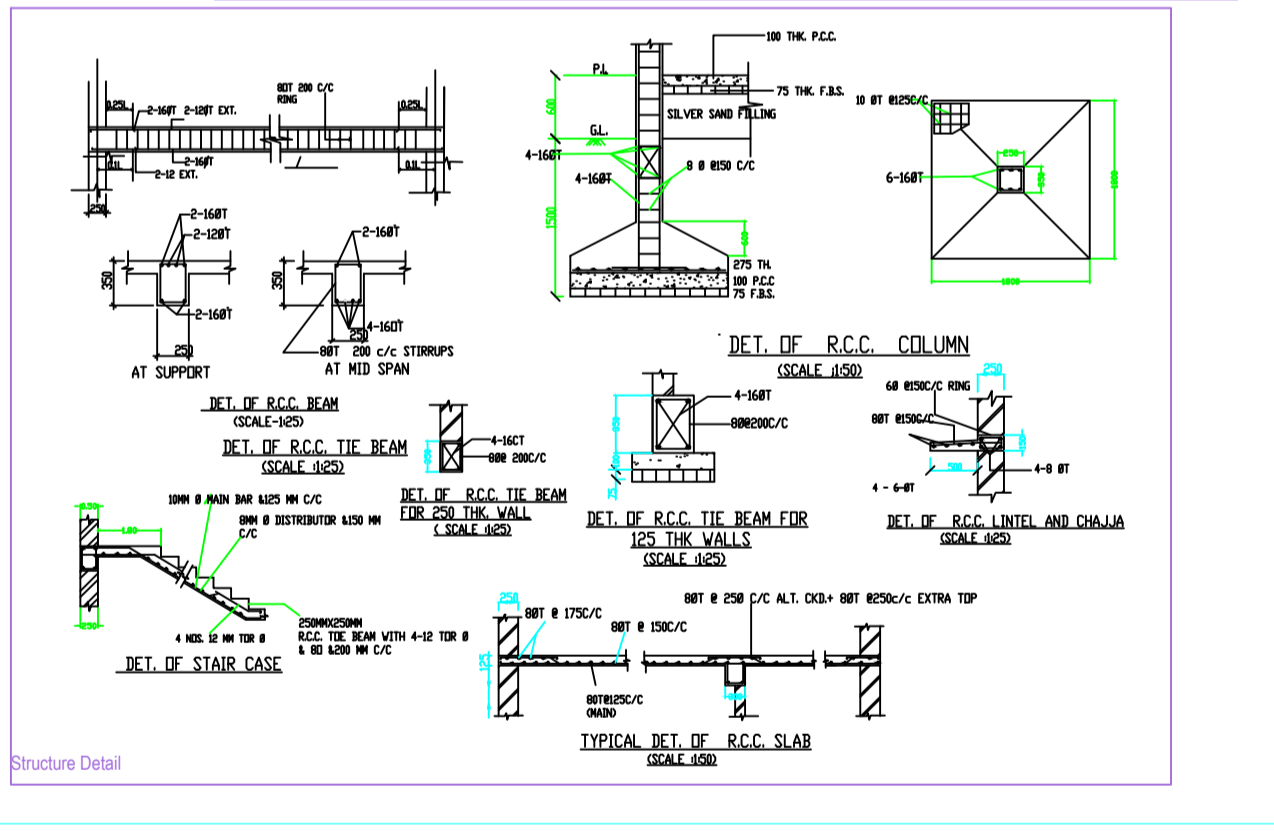 100 THK. P.C.C.
P.L.
75 THK. F.B.S.
SILVER SAND FILLING
600
G.L.
4-16ØT
4-16ØT
8 Ø @150 C/C
1500
600
275 TH.
100 P.C.C
75 F.B.S.
10 ØT @125C/C
250
6-16ØT
DET. OF R.C.C. COLUMN
(SCALE :1:50)
0.25L
2-16ØT 2-12ØT EXT.
8ØT 200 C/C
RING
0.25L
0.1L
2-16ØT
2-12 EXT.
0.1L
250
2-16ØT
2-12ØT
350
2-16ØT
250
AT SUPPORT
2-16ØT
350
4-16ØT
250
8ØT 200 c/c STIRRUPS
AT MID SPAN
DET. OF R.C.C. BEAM
(SCALE-1:25)
DET. OF R.C.C. TIE BEAM
(SCALE :1:25)
4-16CT
8Ø@ 200C/C
DET. OF R.C.C. TIE BEAM
FOR 250 THK. WALL
( SCALE :1:25)
4-16ØT
8Ø@200C/C
75
DET. OF R.C.C. TIE BEAM FOR
125 THK WALLS
(SCALE :1:25)
250
6Ø @150C/C RING
8ØT @150C/C
500
4-8 ØT
4 - 6-ØT
DET. OF R.C.C. LINTEL AND CHAJJA
(SCALE :1:25)
10MM Ø MAIN BAR &125 MM C/C
8MM Ø DISTRIBUTOR &150 MM
C/C
250
4 NOS. 12 MM TOR Ø
250MMX250MM
R.C.C. TOE BEAM WITH 4-12 TOR Ø
& 8Ø &200 MM C/C
DET. OF STAIR CASE
250
8ØT @ 175C/C
8ØT @ 150C/C
8ØT @ 250 C/C ALT. CKD.+ 8ØT @250c/c EXTRA TOP
125
8ØT@125C/C
(MAIN)
TYPICAL DET. OF R.C.C. SLAB
(SCALE :1:50)
Structure Detail